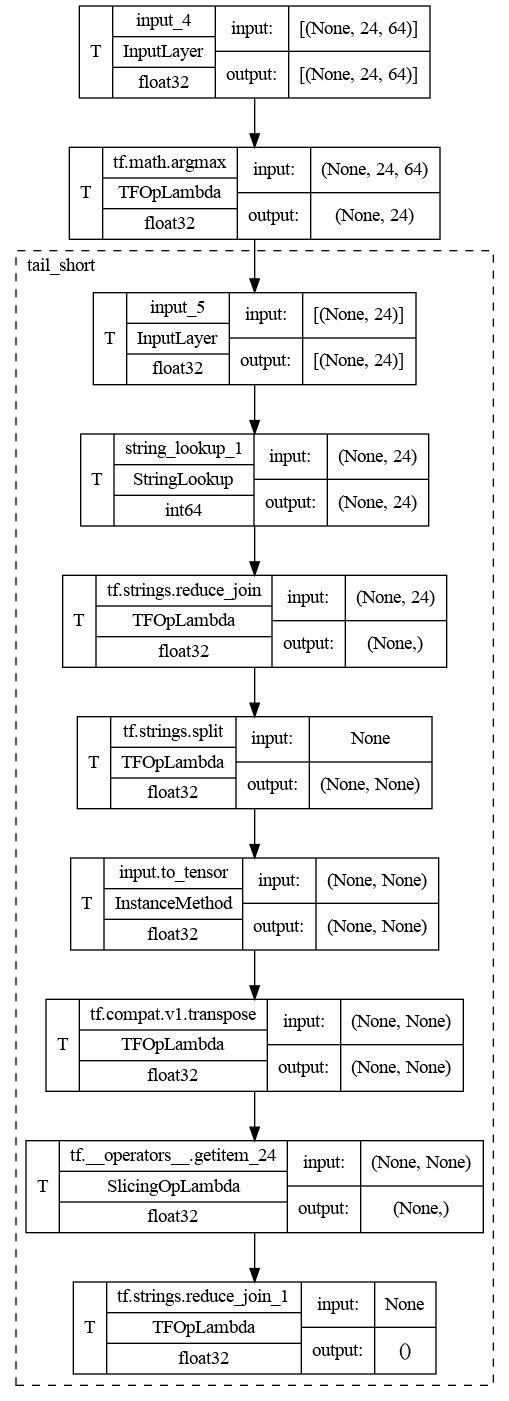 T input_4 InputLayer float32 input: [(None, 24, 64)] output: [(None, 24, 64)]
T tf.math.argmax TFOpLambda float32 input: (None, 24, 64) output: (None, 24)
tail_short
T input_5 InputLayer float32 input: [(None, 24)] output: [(None, 24)]
T string_lookup_1 StringLookup int64 input: (None, 24) output: (None, 24)
T tf.strings.reduce_join TFOpLambda float32 input: (None, 24) output: (None,)
T tf.strings.split TFOpLambda float32 input: None output: (None, None)
T input.to_tensor InstanceMethod float32 input: (None, None) output: (None, None)
T tf.compat.v1.transpose TFOpLambda float32 input: (None, None) output: (None, None)
T tf.__operators__.getitem_24 SlicingOpLambda float32 input: (None, None) output: (None,)
T tf.strings.reduce_join_1 TFOpLambda float32 input: None output: ()